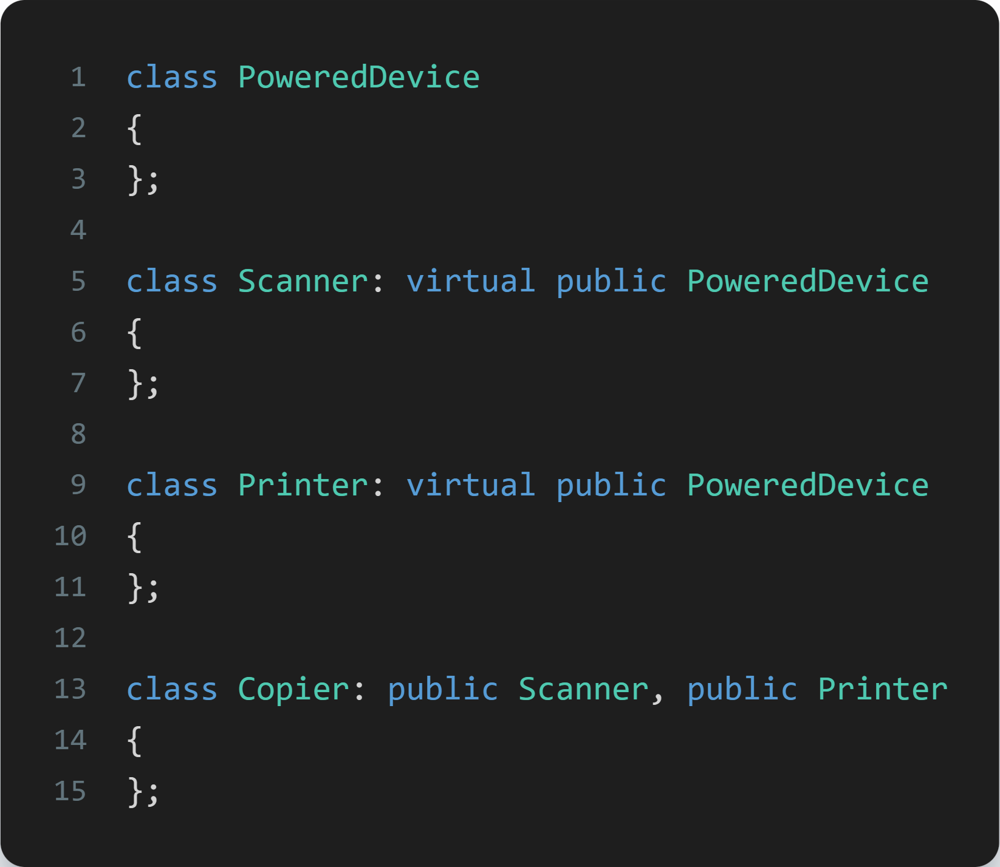 1 class PoweredDevice
2 {
3 };
4
5 class Scanner: virtual public PoweredDevice
6 {
7 };
8
9 class Printer: virtual public PoweredDevice
10 {
11 };
12
13 class Copier: public Scanner, public Printer
14 {
15 };